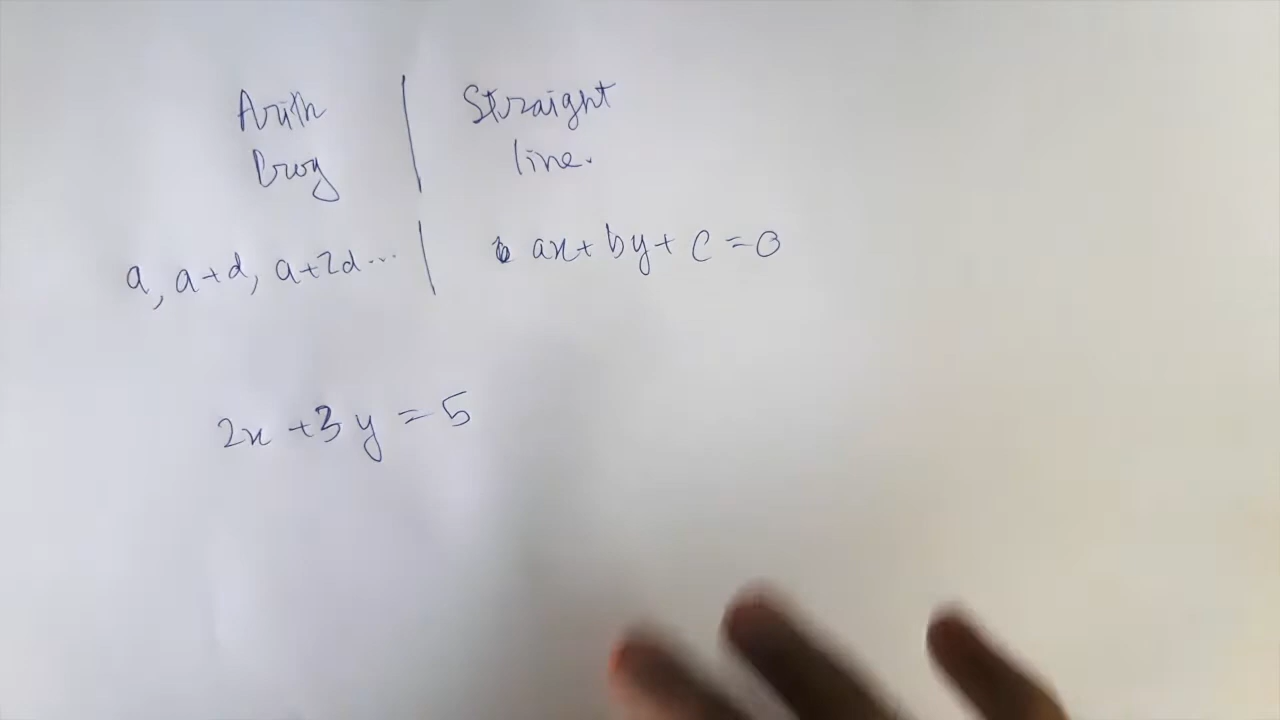 Arith | Straight
Prog | line.
a, a+d, a+2d... | ax+by+c=0
2x+3y=5